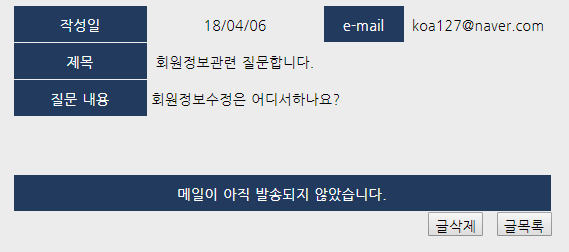 작성일 18/04/06 e-mail koa127@naver.com
제목 회원정보관련 질문합니다.
질문 내용 회원정보수정은 어디서하나요?
메일이 아직 발송되지 않았습니다.
글삭제 글목록